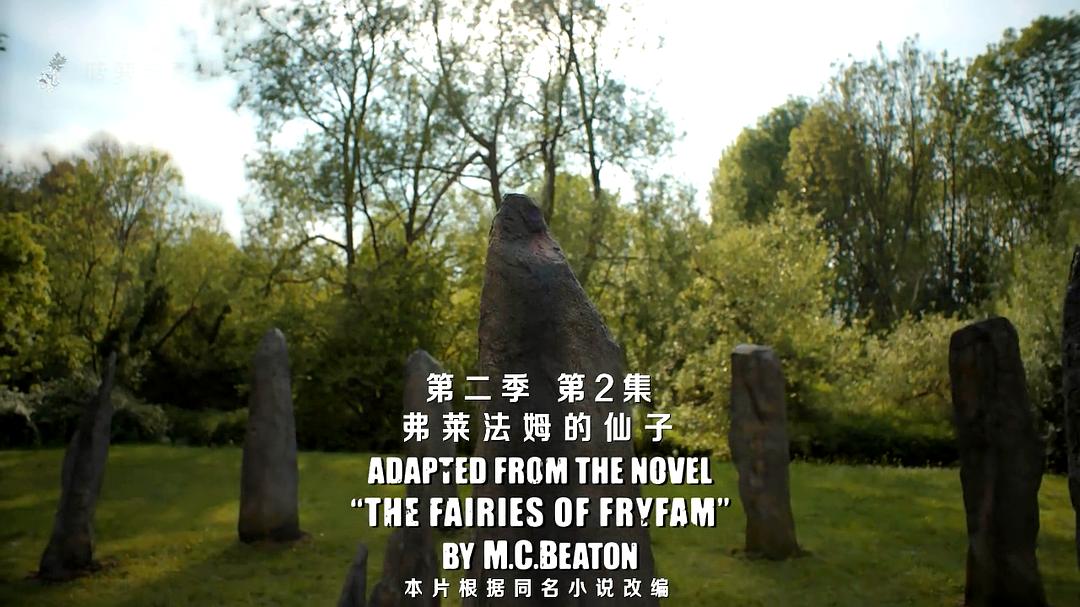 第二季 第2集
弗莱法姆的仙子
ADAPTED FROM THE NOVEL
“THE FAIRIES OF FRYFAM”
BY M.C.BEATON
本片根据同名小说改编